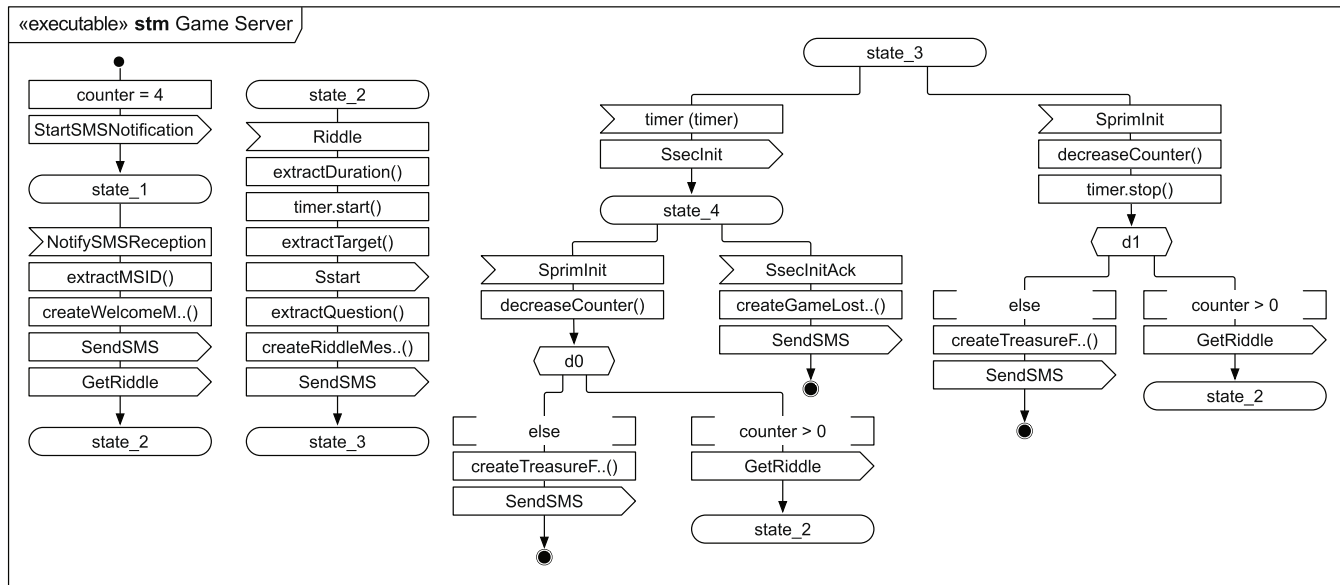 «executable» stm Game Server
counter = 4
StartSMSNotification
state_1
NotifySMSReception
extractMSID()
createWelcomeM..()
SendSMS
GetRiddle
state_2
state_2
Riddle
extractDuration()
timer.start()
extractTarget()
Sstart
extractQuestion()
createRiddleMes..()
SendSMS
state_3
state_3
timer (timer)
SsecInit
state_4
SprimInit
decreaseCounter()
d0
else
createTreasureF..()
SendSMS
counter > 0
GetRiddle
state_2
SsecInitAck
createGameLost..()
SendSMS
SprimInit
decreaseCounter()
timer.stop()
d1
else
createTreasureF..()
SendSMS
counter > 0
GetRiddle
state_2